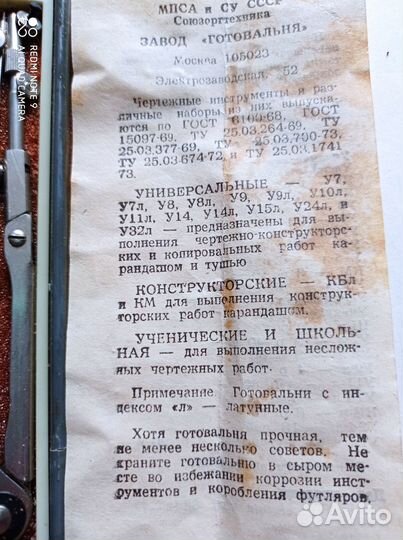 МПСА и СУ СССР
Союзоргтехника
ЗАВОД „ГОТОВАЛЬНЯ"
Москва 105023
Электрозаводская, 52
Чертежные инструменты и раз-
личные наборы из них выпуска-
ются по ГОСТ 6109-68, ГОСТ
15097-69, ТУ 25.03.264-69, ТУ
25-03.377-69, ТУ 25.03.790-73,
ТУ 25.03-674-72 и ТУ 25.03.1741
73.
УНИВЕРСАЛЬНЫЕ — У7,
У7л, У8, У8л, У9, У9л, У10л,
У11л, У14, У14л, У15л, У24л, и
У32л — предназначены для вы-
полнения чертежно-конструкторс-
ких и копировальных работ ка-
рандашом и тушью
КОНСТРУКТОРСКИЕ — КБл
и КМ для выполнения конструк-
торских работ карандашом.
УЧЕНИЧЕСКИЕ И ШКОЛЬ-
НАЯ — для выполнения неслож-
ных чертежных работ.
Примечание Готовальни с ин-
дексом «л» — латунные.
Хотя готовальня прочная, тем
не менее несколько советов. Не
храните готовальню в сыром ме-
сте во избежании коррозии инст-
рументов и коробления футляров.
REDMI NOTE 9
AI QUAD CAMERA
Avito